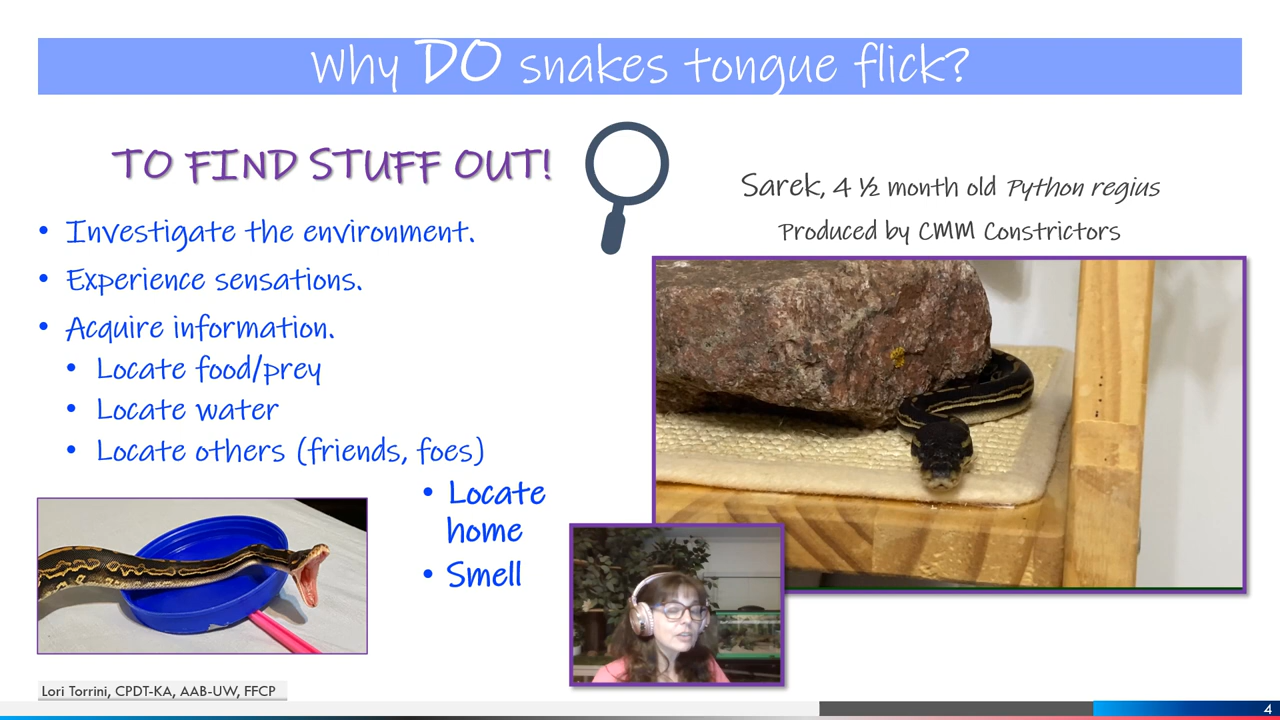 Why DO snakes tongue flick?
TO FIND STUFF OUT!
• Investigate the environment.
• Experience sensations.
• Acquire information.
• Locate food/prey
• Locate water
• Locate others (friends, foes)
• Locate
home
• Smell
Sarek, 4 ½ month old Python regius
Produced by CMM Constrictors
Lori Torrini, CPDT-KA, AAB-UW, FFCP
4